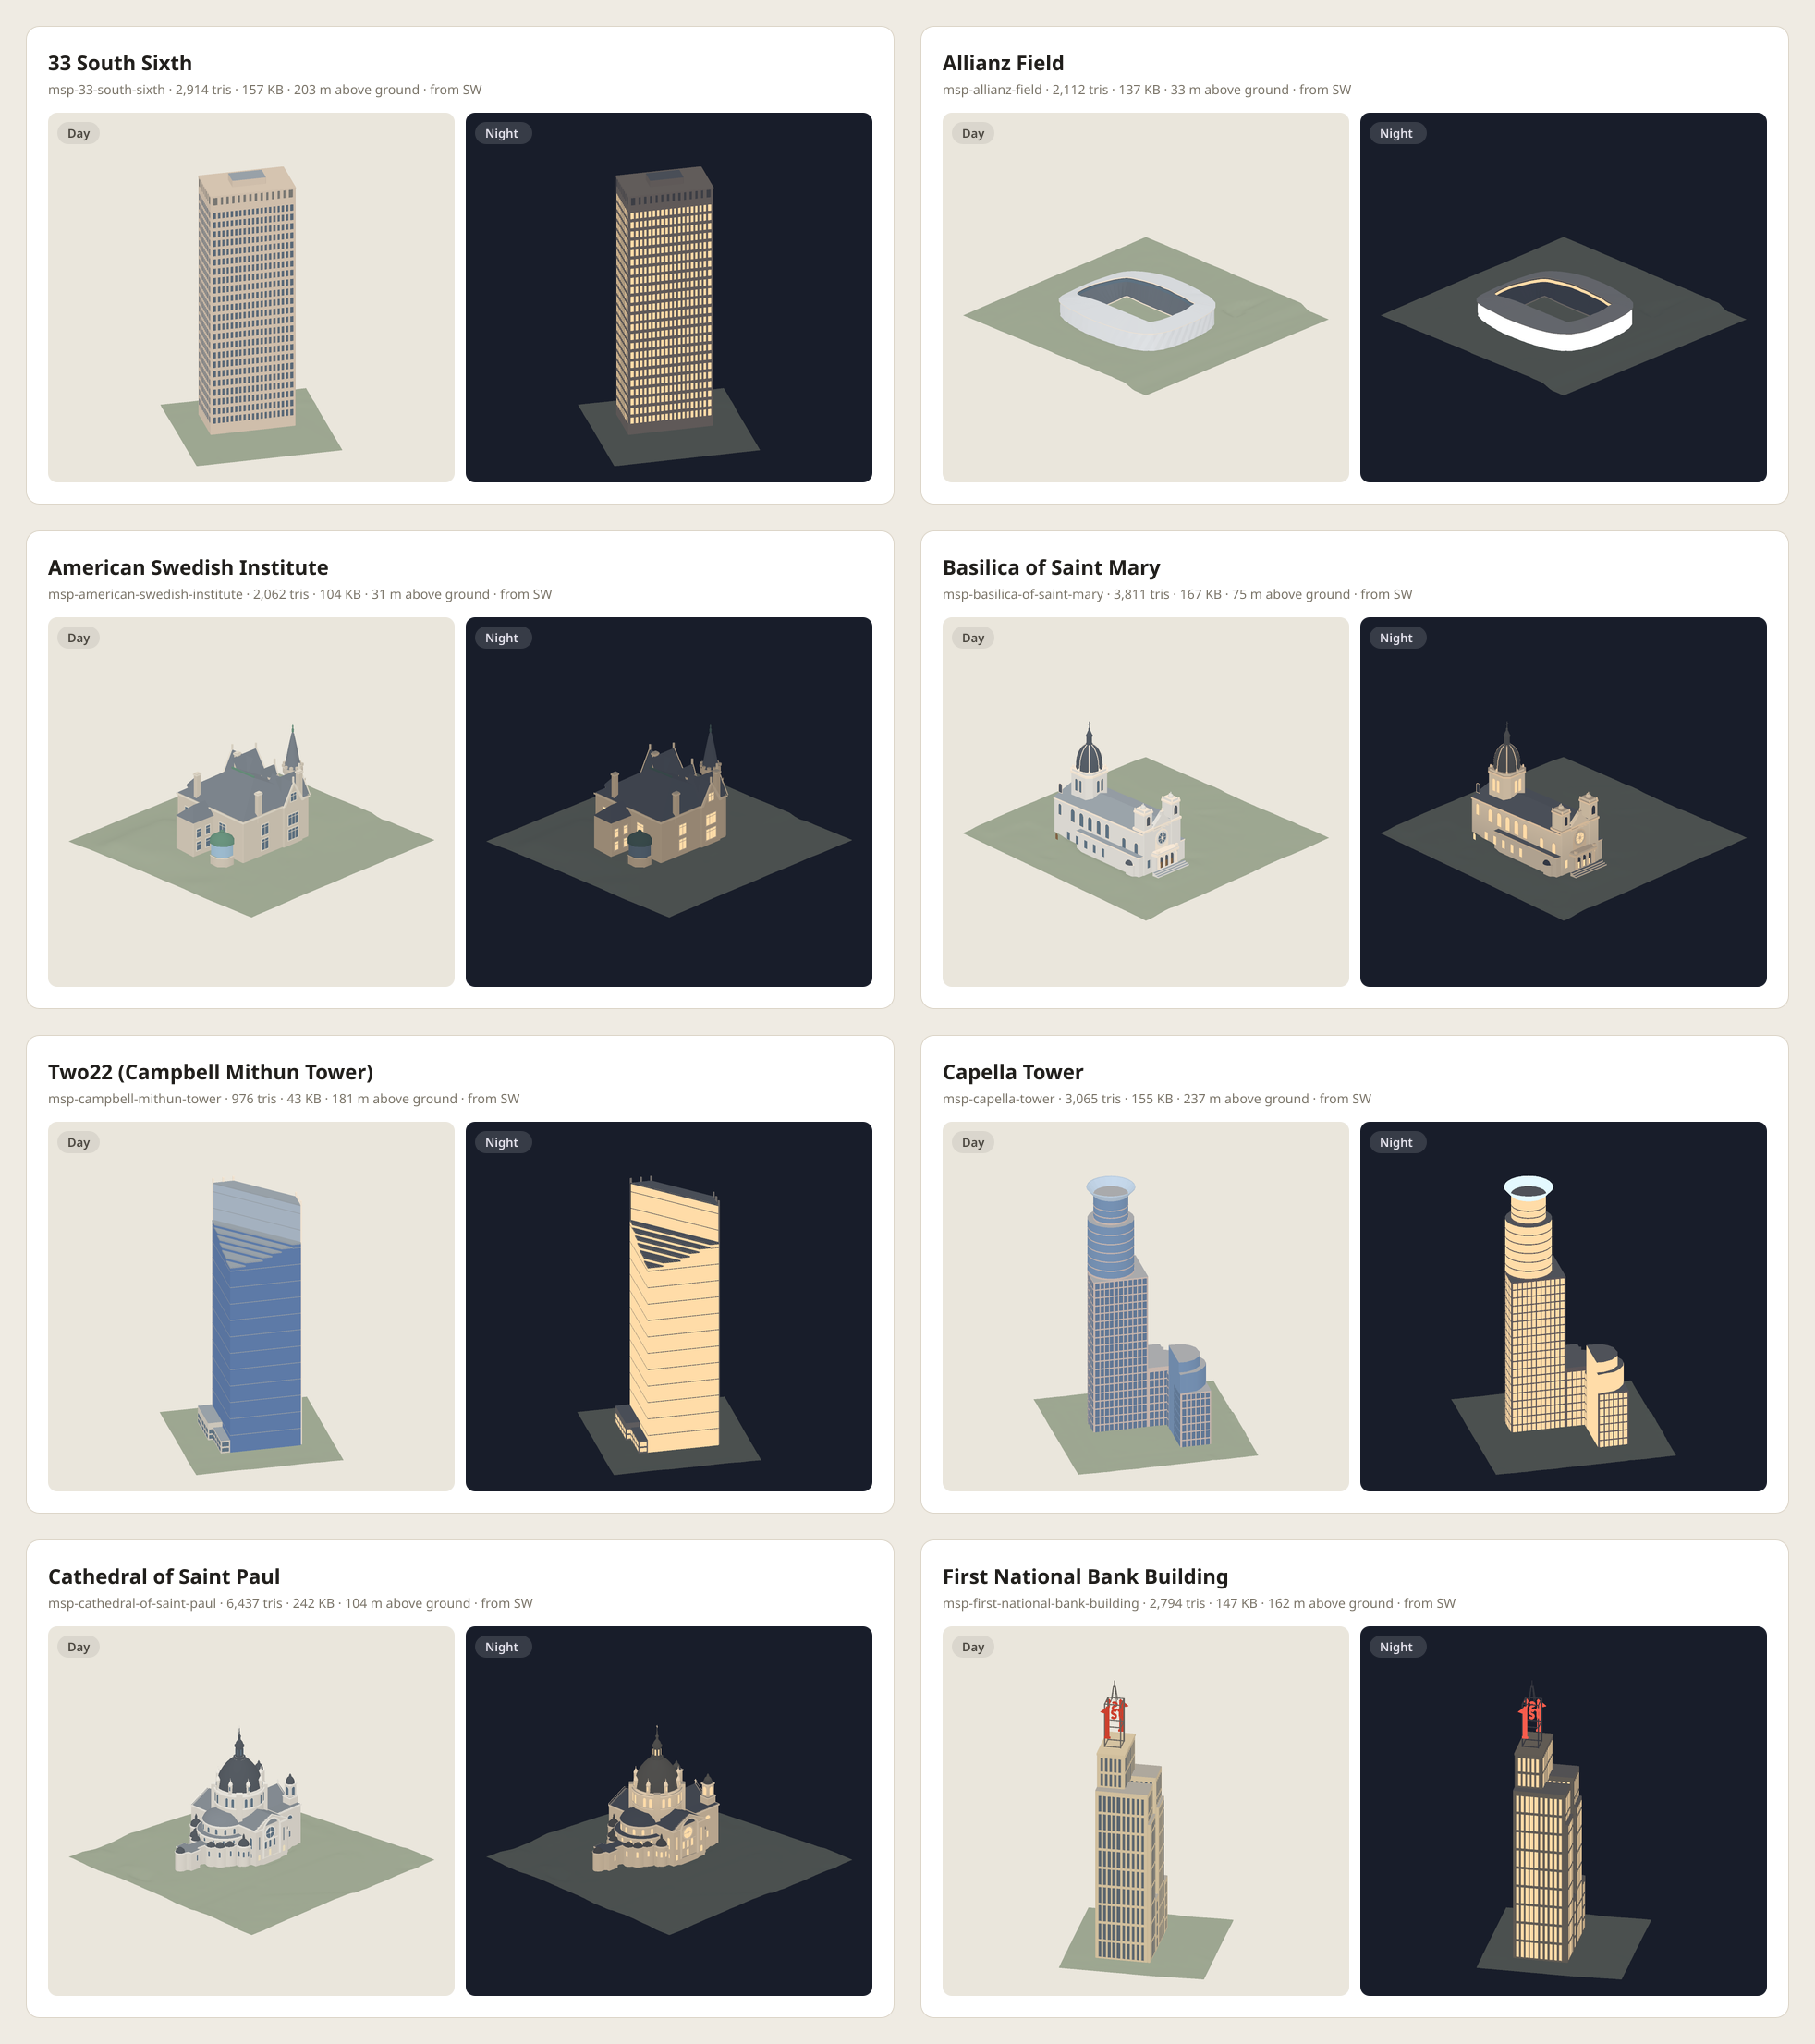 33 South Sixth
msp-33-south-sixth · 2,914 tris · 157 KB · 203 m above ground · from SW
Day
Night
Allianz Field
msp-allianz-field · 2,112 tris · 137 KB · 33 m above ground · from SW
Day
Night
American Swedish Institute
msp-american-swedish-institute · 2,062 tris · 104 KB · 31 m above ground · from SW
Day
Night
Basilica of Saint Mary
msp-basilica-of-saint-mary · 3,811 tris · 167 KB · 75 m above ground · from SW
Day
Night
Two22 (Campbell Mithun Tower)
msp-campbell-mithun-tower · 976 tris · 43 KB · 181 m above ground · from SW
Day
Night
Capella Tower
msp-capella-tower · 3,065 tris · 155 KB · 237 m above ground · from SW
Day
Night
Cathedral of Saint Paul
msp-cathedral-of-saint-paul · 6,437 tris · 242 KB · 104 m above ground · from SW
Day
Night
First National Bank Building
msp-first-national-bank-building · 2,794 tris · 147 KB · 162 m above ground · from SW
Day
Night